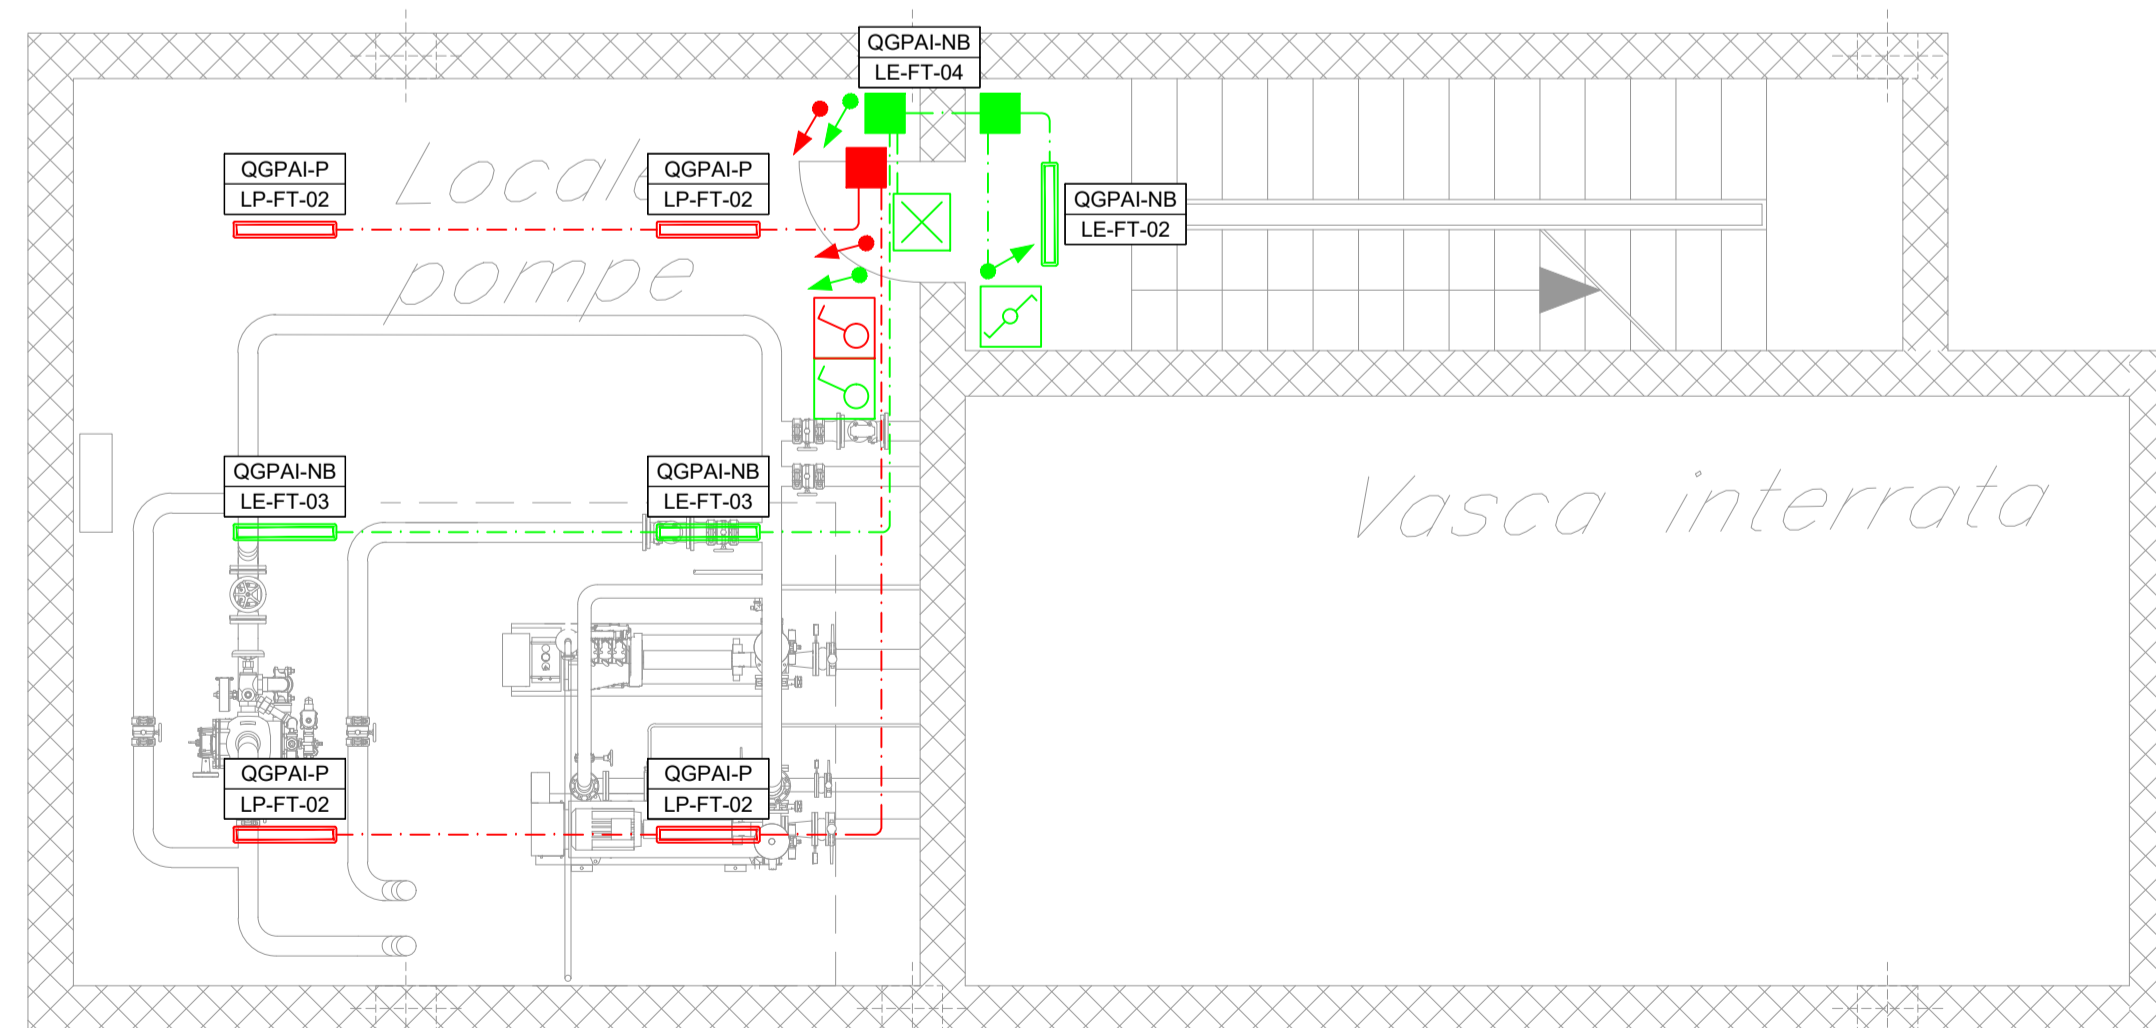 QGPAI-NB
LE-FT-04
QGPAI-P
LP-FT-02
Locale
QGPAI-P
LP-FT-02
QGPAI-NB
LE-FT-02
pompe
QGPAI-NB
LE-FT-03
QGPAI-NB
LE-FT-03
Vasca interrata
QGPAI-P
LP-FT-02
QGPAI-P
LP-FT-02